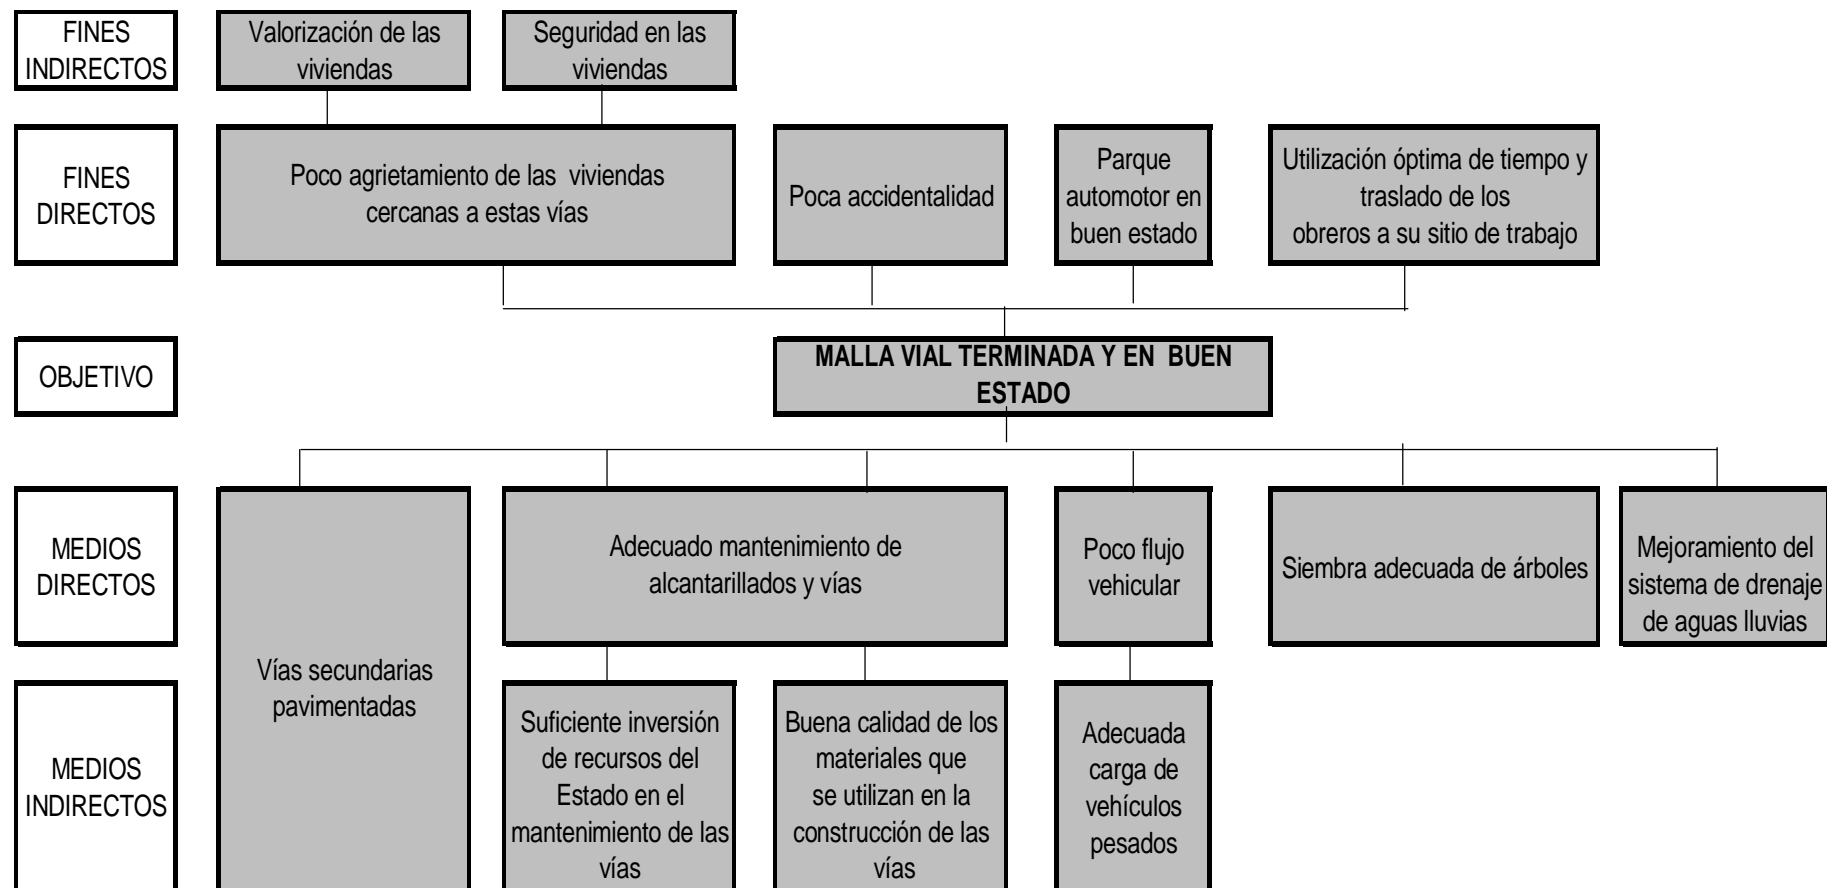 FINES
INDIRECTOS
Valorización de las
viviendas
Seguridad en las
viviendas
FINES
DIRECTOS
Poco agrietamiento de las viviendas
cercanas a estas vías
Poca accidentalidad
Parque
automotor en
buen estado
Utilización óptima de tiempo y
traslado de los
obreros a su sitio de trabajo
OBJETIVO
MALLA VIAL TERMINADA Y EN BUEN
ESTADO
MEDIOS
DIRECTOS
Vías secundarias
pavimentadas
Adecuado mantenimiento de
alcantarillados y vías
Poco flujo
vehicular
Siembra adecuada de árboles
Mejoramiento del
sistema de drenaje
de aguas lluvias
MEDIOS
INDIRECTOS
Suficiente inversión
de recursos del
Estado en el
mantenimiento de las
vías
Buena calidad de los
materiales que
se utilizan en la
construcción de las
vías
Adecuada
carga de
vehículos
pesados